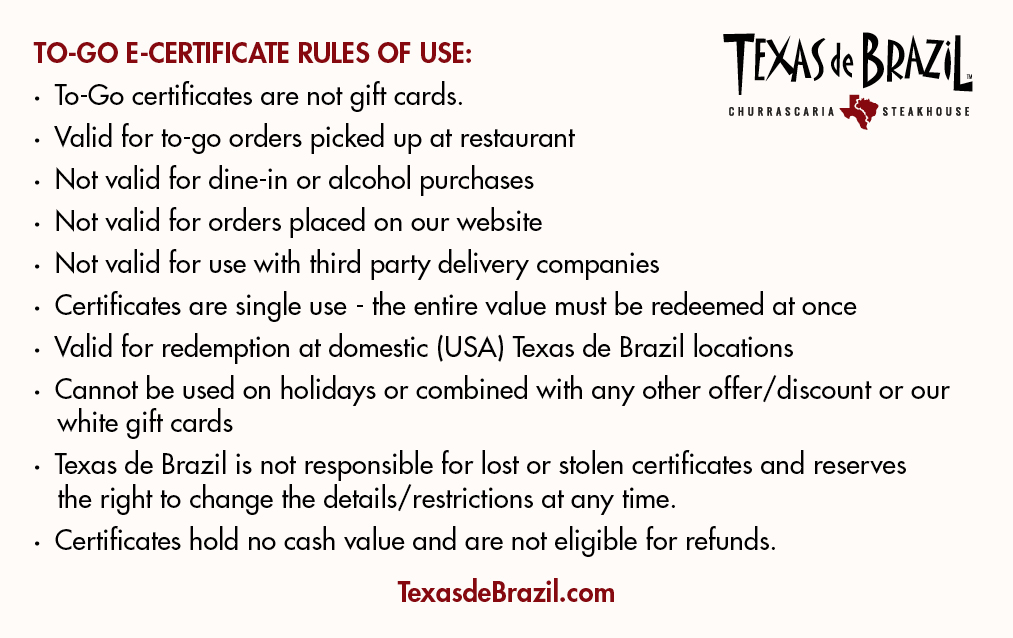 TO-GO E-CERTIFICATE RULES OF USE:
TEXAS de BRAZIL™
CHURRASCARIA STEAKHOUSE
· To-Go certificates are not gift cards.
· Valid for to-go orders picked up at restaurant
· Not valid for dine-in or alcohol purchases
· Not valid for orders placed on our website
· Not valid for use with third party delivery companies
· Certificates are single use - the entire value must be redeemed at once
· Valid for redemption at domestic (USA) Texas de Brazil locations
· Cannot be used on holidays or combined with any other offer/discount or our
white gift cards
· Texas de Brazil is not responsible for lost or stolen certificates and reserves
the right to change the details/restrictions at any time.
· Certificates hold no cash value and are not eligible for refunds.
TexasdeBrazil.com